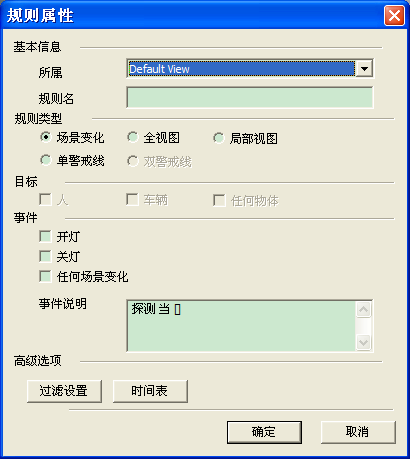 规则属性
基本信息
所属 Default View
规则名
规则类型
场景变化 全视图 局部视图
单警戒线 双警戒线
目标
人 车辆 任何物体
事件
开灯
关灯
任何场景变化
事件说明 探测 当 []
高级选项
过滤设置 时间表
确定 取消